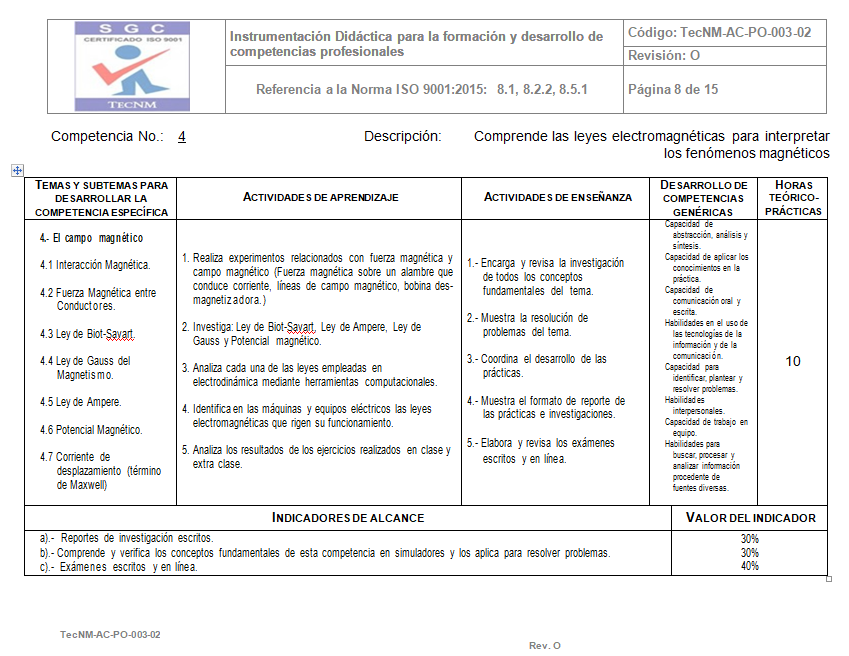 S G C
CERTIFICADO ISO 9001
TECNM
Instrumentación Didáctica para la formación y desarrollo de
competencias profesionales
Código: TecNM-AC-PO-003-02
Revisión: O
Referencia a la Norma ISO 9001:2015: 8.1, 8.2.2, 8.5.1
Página 8 de 15
Competencia No.: 4
Descripción: Comprende las leyes electromagnéticas para interpretar
los fenómenos magnéticos
TEMAS Y SUBTEMAS PARA
DESARROLLAR LA
COMPETENCIA ESPECÍFICA
ACTIVIDADES DE APRENDIZAJE
ACTIVIDADES DE ENSEÑANZA
DESARROLLO DE
COMPETENCIAS
GENÉRICAS
HORAS
TEÓRICO-
PRÁCTICAS
4.- El campo magnético
4.1 Interacción Magnética.
4.2 Fuerza Magnética entre
Conductores.
4.3 Ley de Biot-Savart.
4.4 Ley de Gauss del
Magnetismo.
4.5 Ley de Ampere.
4.6 Potencial Magnético.
4.7 Corriente de
desplazamiento (término
de Maxwell)
1. Realiza experimentos relacionados con fuerza magnética y
campo magnético (Fuerza magnética sobre un alambre que
conduce corriente, líneas de campo magnético, bobina des-
magnetizadora.)
2. Investiga: Ley de Biot-Savart, Ley de Ampere, Ley de
Gauss y Potencial magnético.
3. Analiza cada una de las leyes empleadas en
electrodinámica mediante herramientas computacionales.
4. Identifica en las máquinas y equipos eléctricos las leyes
electromagnéticas que rigen su funcionamiento.
5. Analiza los resultados de los ejercicios realizados en clase y
extra clase.
1.- Encarga y revisa la investigación
de todos los conceptos
fundamentales del tema.
2.- Muestra la resolución de
problemas del tema.
3.- Coordina el desarrollo de las
prácticas.
4.- Muestra el formato de reporte de
las prácticas e investigaciones.
5.- Elabora y revisa los exámenes
escritos y en línea.
Capacidad de
abstracción, análisis y
síntesis.
Capacidad de aplicar los
conocimientos en la
práctica.
Capacidad de
comunicación oral y
escrita.
Habilidades en el uso de
las tecnologías de la
información y de la
comunicación.
Capacidad para
identificar, plantear y
resolver problemas.
Habilidades
interpersonales.
Capacidad de trabajo en
equipo.
Habilidades para
buscar, procesar y
analizar información
procedente de
fuentes diversas.
10
INDICADORES DE ALCANCE
VALOR DEL INDICADOR
a).- Reportes de investigación escritos.
30%
b).- Comprende y verifica los conceptos fundamentales de esta competencia en simuladores y los aplica para resolver problemas.
30%
c).- Exámenes escritos y en línea.
40%
TecNM-AC-PO-003-02
Rev. O